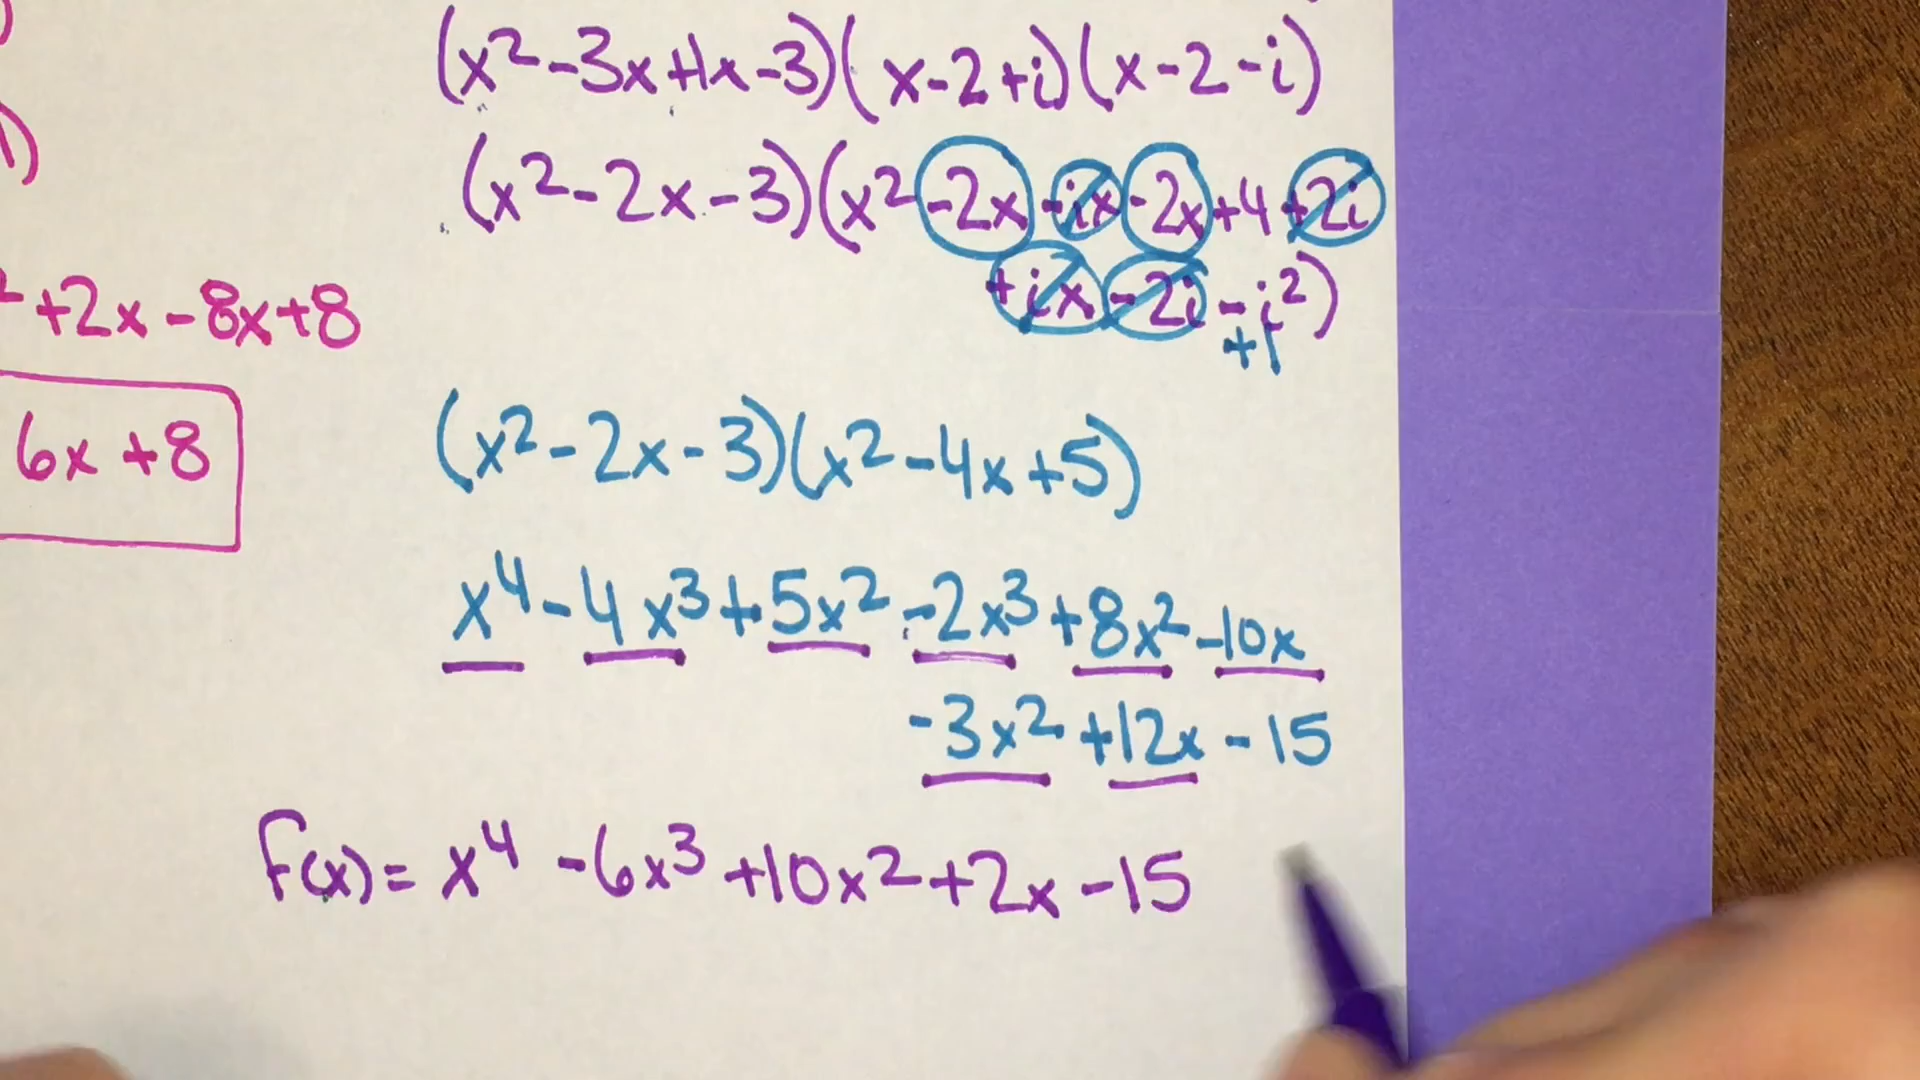 (x²-3x+1x-3)(x-2+i)(x-2-i)
(x²-2x-3)(x²-2x-ix-2x+4+2i
+ix-2i-i²)
+1
+2x-8x+8
6x+8
(x²-2x-3)(x²-4x+5)
x⁴-4x³+5x²-2x³+8x²-10x
-3x²+12x-15
f(x)=x⁴-6x³+10x²+2x-15